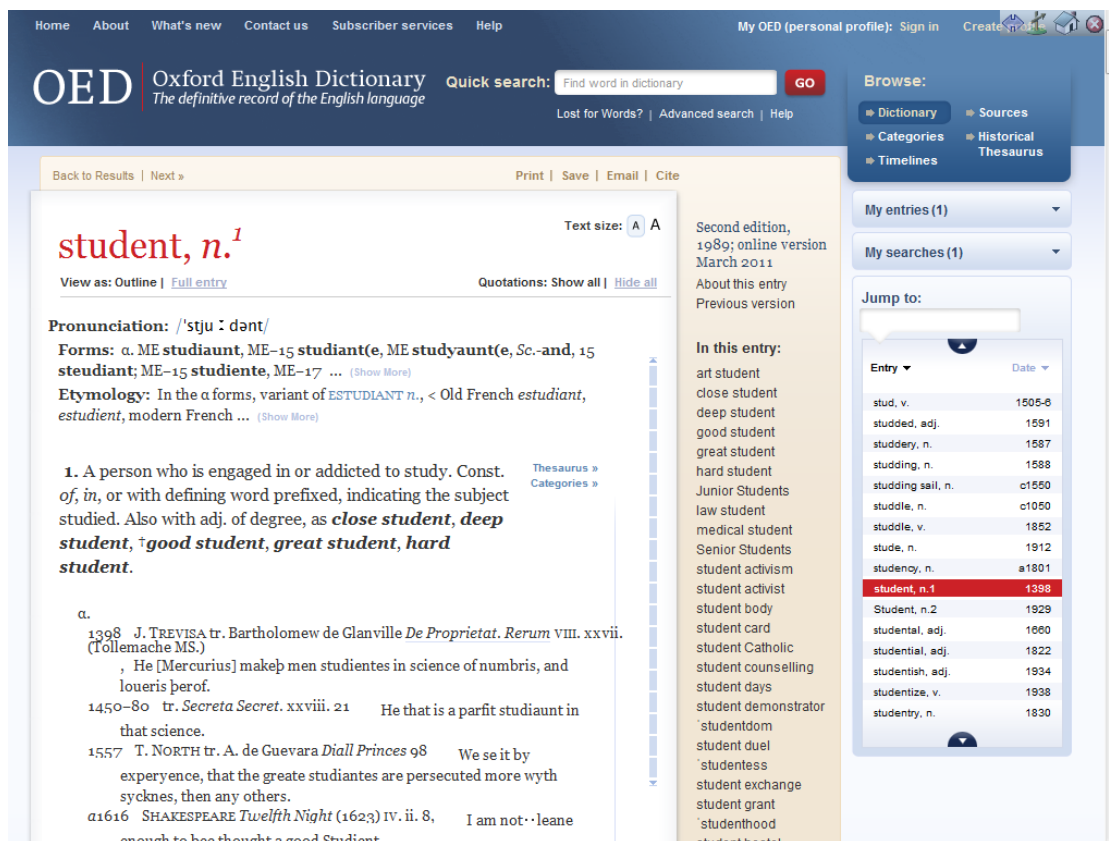 Home About What's new Contact us Subscriber services Help
My OED (personal profile): Sign in Create
OED Oxford English Dictionary
The definitive record of the English language
Quick search: Find word in dictionary GO
Lost for Words? | Advanced search | Help
Browse:
Dictionary
Categories
Timelines
Sources
Historical
Thesaurus
Back to Results | Next »
Print | Save | Email | Cite
student, n.1
Text size: A A
View as: Outline | Full entry
Quotations: Show all | Hide all
Pronunciation: /ˈstjuːdənt/
Forms: α. ME studiaunt, ME–15 studiant(e, ME studyaunt(e, Sc.-and, 15
steudiant; ME–15 studiente, ME–17 ... (Show More)
Etymology: In the α forms, variant of ESTUDIANT n., < Old French estudiant,
estudient, modern French ... (Show More)
1. A person who is engaged in or addicted to study. Const.
of, in, or with defining word prefixed, indicating the subject
studied. Also with adj. of degree, as close student, deep
student, †good student, great student, hard
student.
Thesaurus »
Categories »
α.
1398 J. TREVISA tr. Bartholomew de Glanville De Proprietat. Rerum VIII. xxvii.
(Tollemache MS.)
, He [Mercurius] makeþ men studientes in science of numbris, and
loueris þerof.
1450–80 tr. Secreta Secret. xxviii. 21 He that is a parfit studiaunt in
that science.
1557 T. NORTH tr. A. de Guevara Diall Princes 98 We se it by
experyence, that the greate studiantes are persecuted more wyth
sycknes, then any others.
a1616 SHAKESPEARE Twelfth Night (1623) IV. ii. 8, I am not··leane
enough to bee thought a good Student.
Second edition,
1989; online version
March 2011
About this entry
Previous version
In this entry:
art student
close student
deep student
good student
great student
hard student
Junior Students
law student
medical student
Senior Students
student activism
student activist
student body
student card
student Catholic
student counselling
student days
student demonstrator
ˈstudentdom
student duel
ˈstudentess
student exchange
student grant
ˈstudenthood
student hostel
My entries (1)
My searches (1)
Jump to:
Entry Date
stud, v. 1505-6
studded, adj. 1591
studdery, n. 1587
studding, n. 1588
studding sail, n. c1550
studdle, n. c1050
studdle, v. 1852
stude, n. 1912
studency, n. a1801
student, n.1 1398
Student, n.2 1929
studental, adj. 1660
studential, adj. 1822
studentish, adj. 1934
studentize, v. 1938
studentry, n. 1830